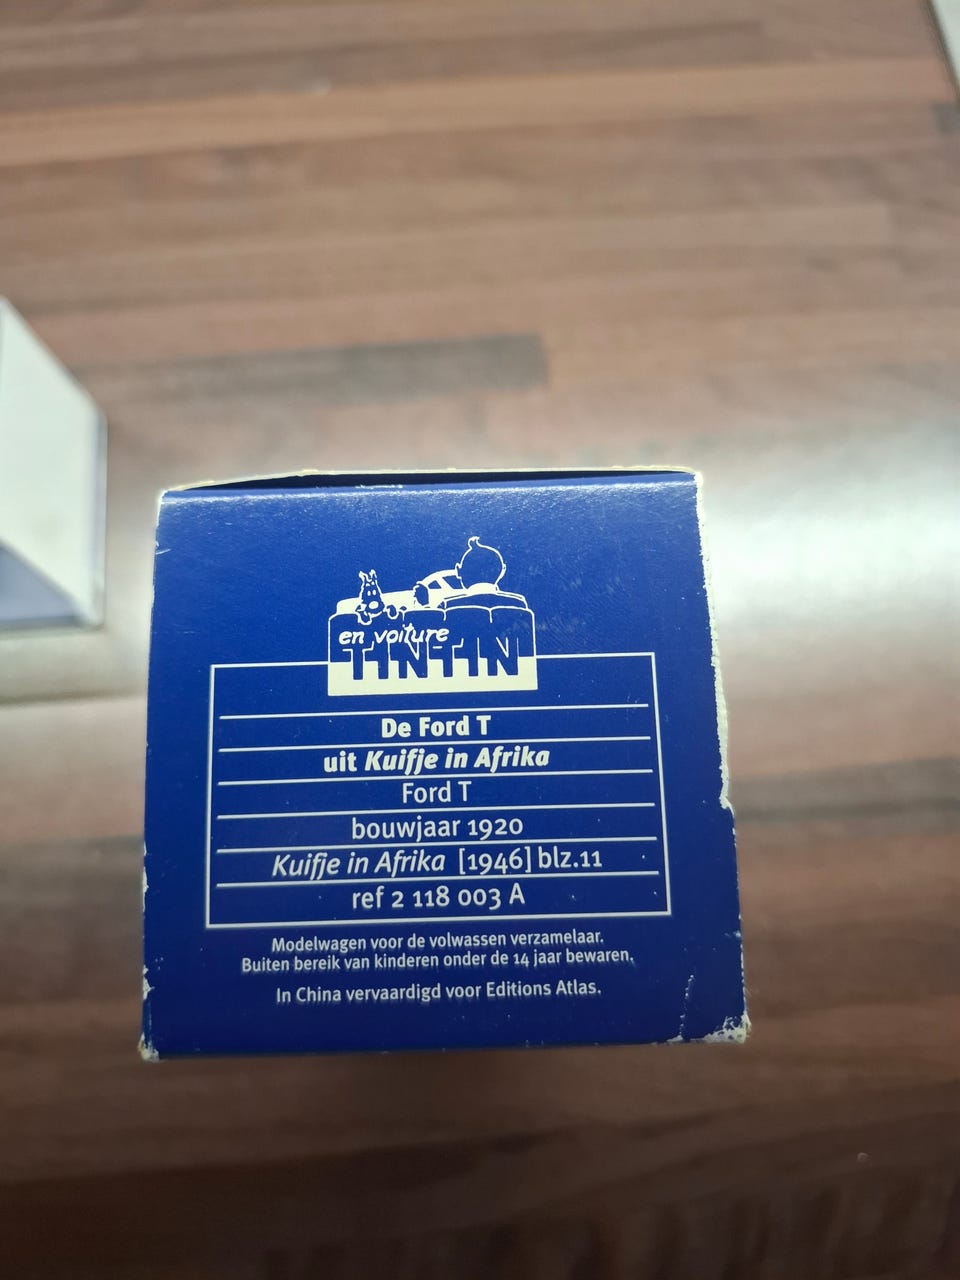 en voiture
TINTIN
De Ford T
uit Kuifje in Afrika
Ford T
bouwjaar 1920
Kuifje in Afrika [1946] blz.11
ref 2 118 003 A
Modelwagen voor de volwassen verzamelaar.
Buiten bereik van kinderen onder de 14 jaar bewaren.
In China vervaardigd voor Editions Atlas.